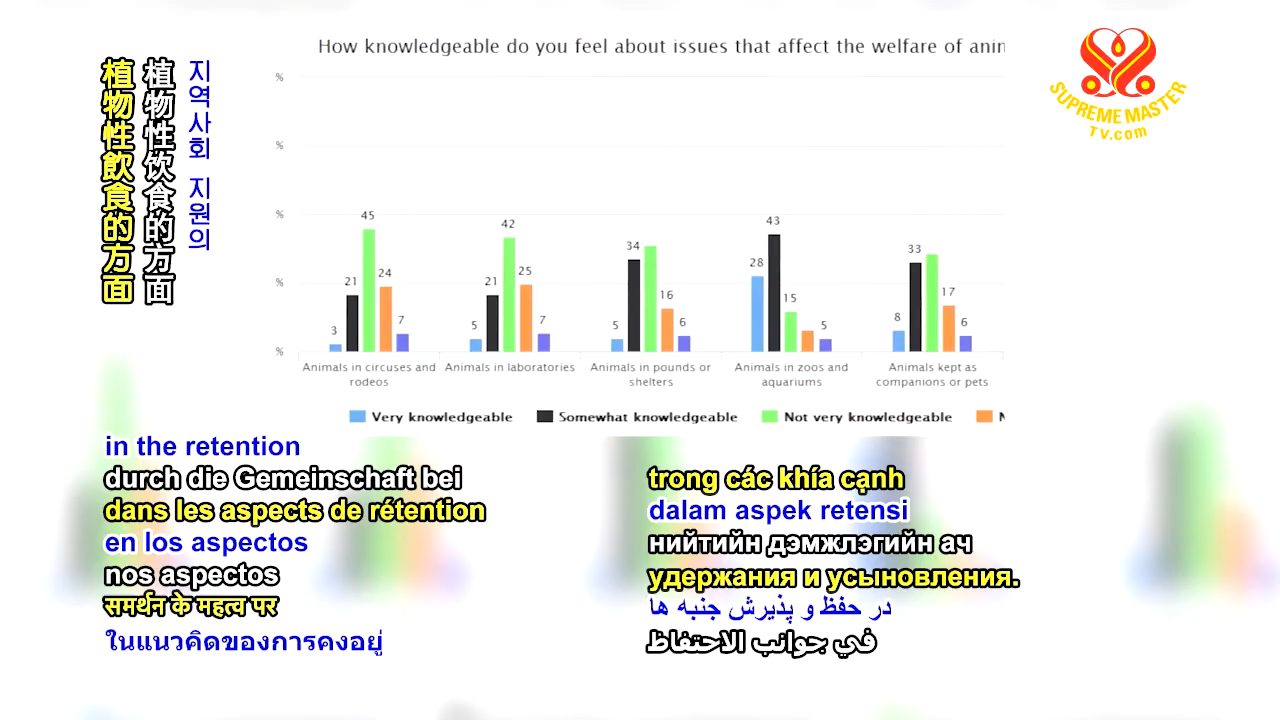 How knowledgeable do you feel about issues that affect the welfare of
SUPREME MASTER
TV.com
植物性飲食的方面
植物性饮食的方面
지역사회 지원의
%
%
%
%
%
3
21
45
24
7
5
21
42
25
7
5
34
16
6
28
43
15
5
8
33
17
6
Animals in circuses and
rodeos
Animals in laboratories
Animals in pounds or
shelters
Animals in zoos and
aquariums
Animals kept as
companions or pets
Very knowledgeable
Somewhat knowledgeable
Not very knowledgeable
in the retention
durch die Gemeinschaft bei
dans les aspects de rétention
en los aspectos
nos aspectos
समर्थन के महत्व पर
ในแนวคิดของการคงอยู่
trong các khía cạnh
dalam aspek retensi
нийтийн дэмжлэгийн ач
удержания и усыновления.
در حفظ و پذیرش جنبه ها
في جوانب الاحتفاظ